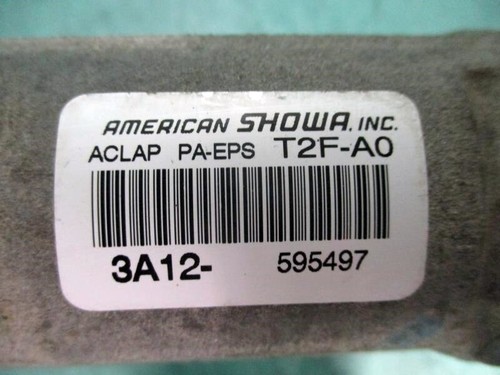 AMERICAN SHOWA, INC.
ACLAP PA-EPS T2F-A0
3A12- 595497